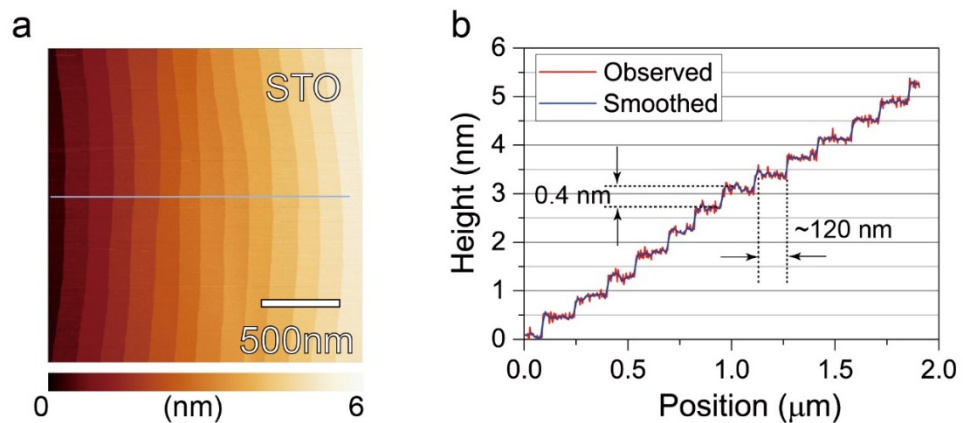 a
STO
500nm
0 (nm) 6
b
Height (nm)
6
5
4
3
2
1
0
Observed
Smoothed
0.4 nm
~120 nm
0.0 0.5 1.0 1.5 2.0
Position (μm)